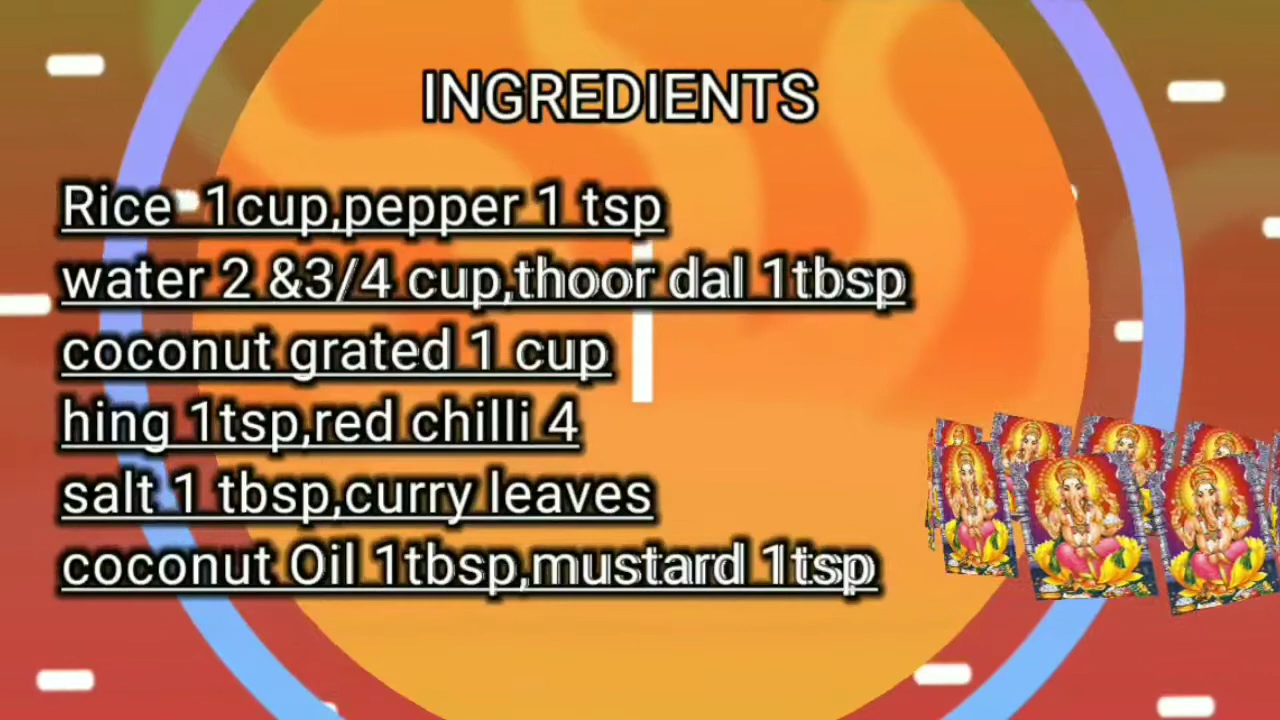 INGREDIENTS
Rice 1cup,pepper 1 tsp
water 2 &3/4 cup,thoor dal 1tbsp
coconut grated 1 cup
hing 1tsp,red chilli 4
salt 1 tbsp,curry leaves
coconut Oil 1tbsp,mustard 1tsp